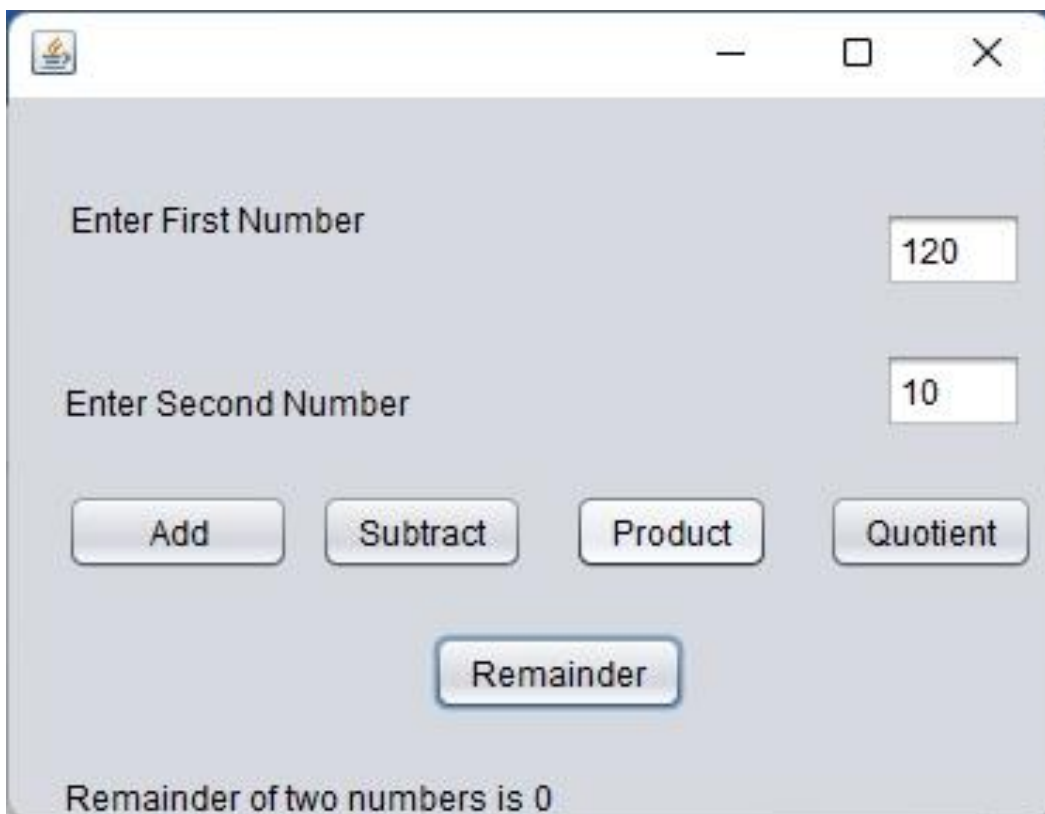 Enter First Number
120
Enter Second Number
10
Add Subtract Product Quotient
Remainder
Remainder of two numbers is 0